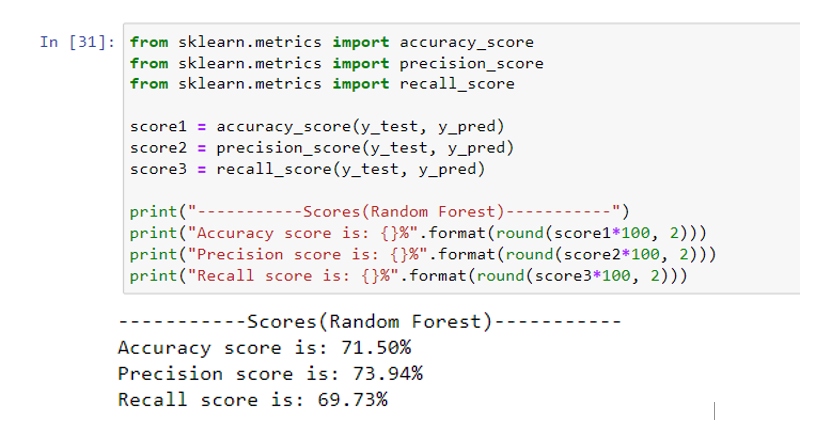 In [31]: from sklearn.metrics import accuracy_score
from sklearn.metrics import precision_score
from sklearn.metrics import recall_score
score1 = accuracy_score(y_test, y_pred)
score2 = precision_score(y_test, y_pred)
score3 = recall_score(y_test, y_pred)
print("-----------Scores(Random Forest)-----------")
print("Accuracy score is: {}%".format(round(score1*100, 2)))
print("Precision score is: {}%".format(round(score2*100, 2)))
print("Recall score is: {}%".format(round(score3*100, 2)))
-----------Scores(Random Forest)-----------
Accuracy score is: 71.50%
Precision score is: 73.94%
Recall score is: 69.73%